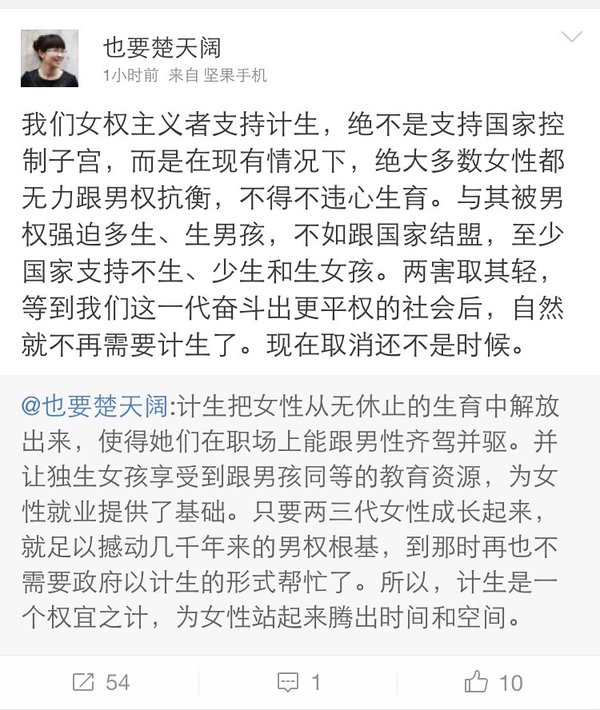 也要楚天阔
1小时前 来自 坚果手机
我们女权主义者支持计生，绝不是支持国家控
制子宫，而是在现有情况下，绝大多数女性都
无力跟男权抗衡，不得不违心生育。与其被男
权强迫多生、生男孩，不如跟国家结盟，至少
国家支持不生、少生和生女孩。两害取其轻，
等到我们这一代奋斗出更平权的社会后，自然
就不再需要计生了。现在取消还不是时候。
@也要楚天阔:计生把女性从无休止的生育中解放
出来，使得她们在职场上能跟男性齐驾并驱。并
让独生女孩享受到跟男孩同等的教育资源，为女
性就业提供了基础。只要两三代女性成长起来，
就足以撼动几千年来的男权根基，到那时再也不
需要政府以计生的形式帮忙了。所以，计生是一
个权宜之计，为女性站起来腾出时间和空间。
54 1 10